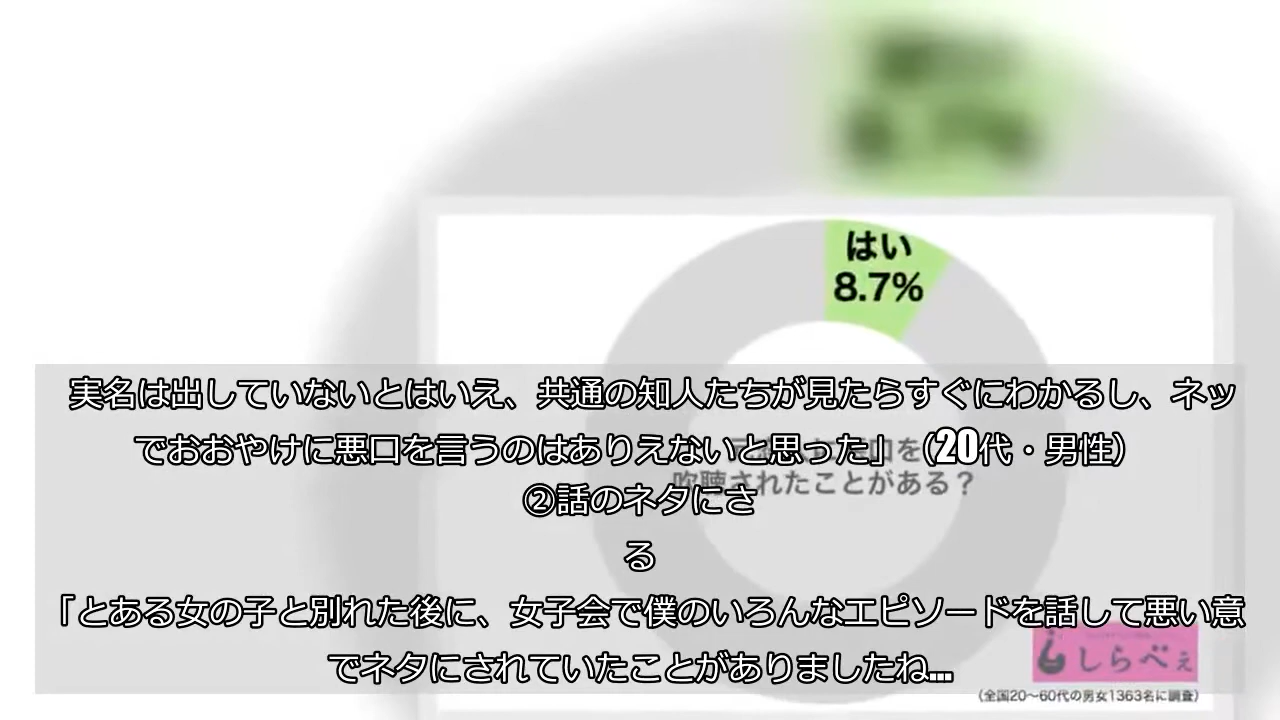 はい
8.7%
実名は出していないとはいえ、共通の知人たちが見たらすぐにわかるし、ネッ
でおおやけに悪口を言うのはありえないと思った」（20代・男性）
吹聴されたことがある？
②話のネタにさ
る
「とある女の子と別れた後に、女子会で僕のいろんなエピソードを話して悪い意
でネタにされていたことがありましたね...
しらべぇ
（全国20〜60代の男女1363名に調査）